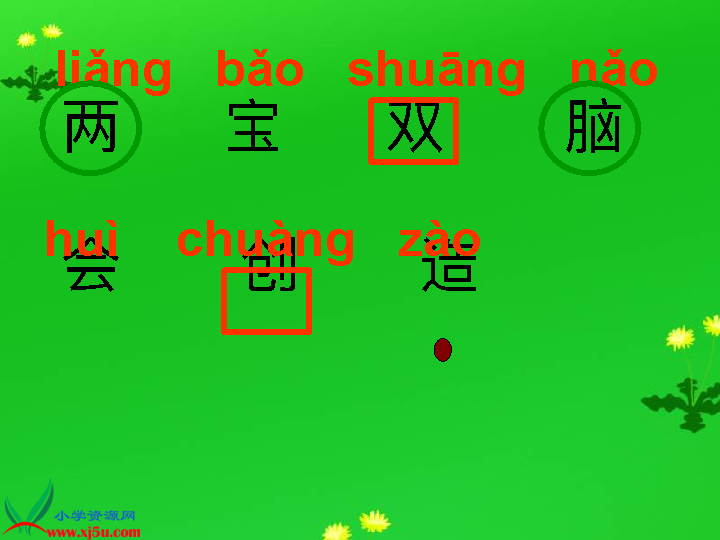 liǎng bǎo shuāng nǎo
两 宝 双 脑
huì chuàng zào
会 创 造
小学资源网
www.xj5u.com